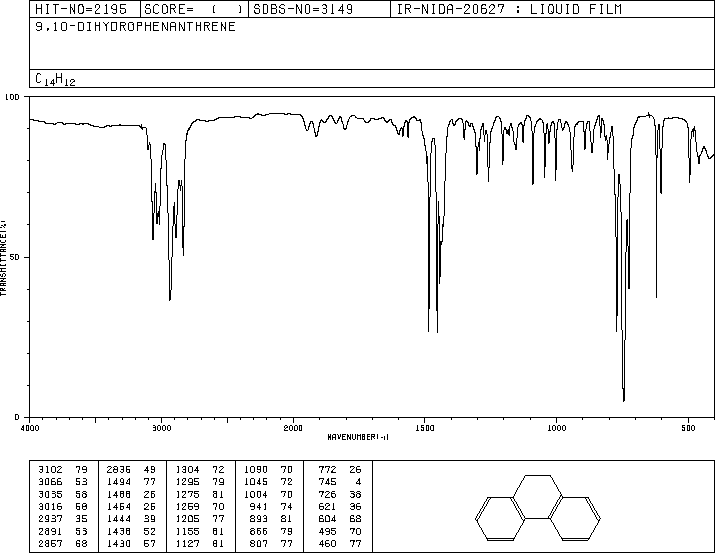 HIT-NO=2195 SCORE= ( ) SDBS-NO=3149 IR-NIDA-20627 : LIQUID FILM
9,10-DIHYDROPHENANTHRENE
C14H12
100
50
0
TRANSMITTANCE(%)
4000 3000 2000 1500 1000 500
WAVENUMBER(-1)
3102 79 2836 49 1304 72 1090 70 772 26
3066 53 1494 77 1295 79 1045 72 745 4
3035 58 1488 26 1275 81 1004 70 726 38
3016 60 1454 26 1259 70 941 74 621 36
2937 35 1444 39 1205 77 893 81 604 68
2891 53 1438 52 1155 81 866 79 495 70
2867 68 1430 67 1127 81 807 77 460 77